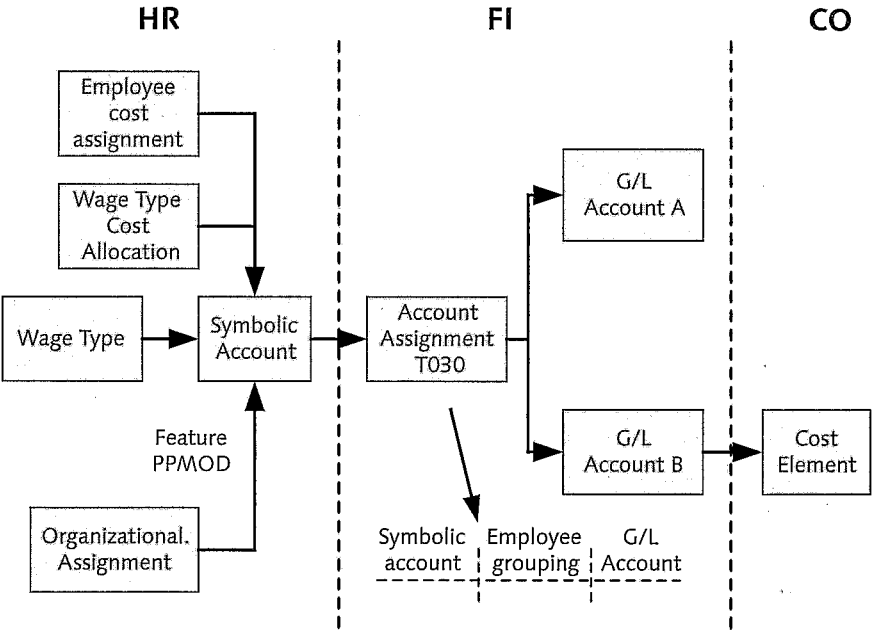 HR
FI
CO
Employee
cost
assignment
Wage Type
Cost
Allocation
Wage Type
Symbolic
Account
Feature
PPMOD
Organizational.
Assignment
Account
Assignment
T030
G/L
Account A
G/L
Account B
Cost
Element
Symbolic
account
Employee
grouping
G/L
Account